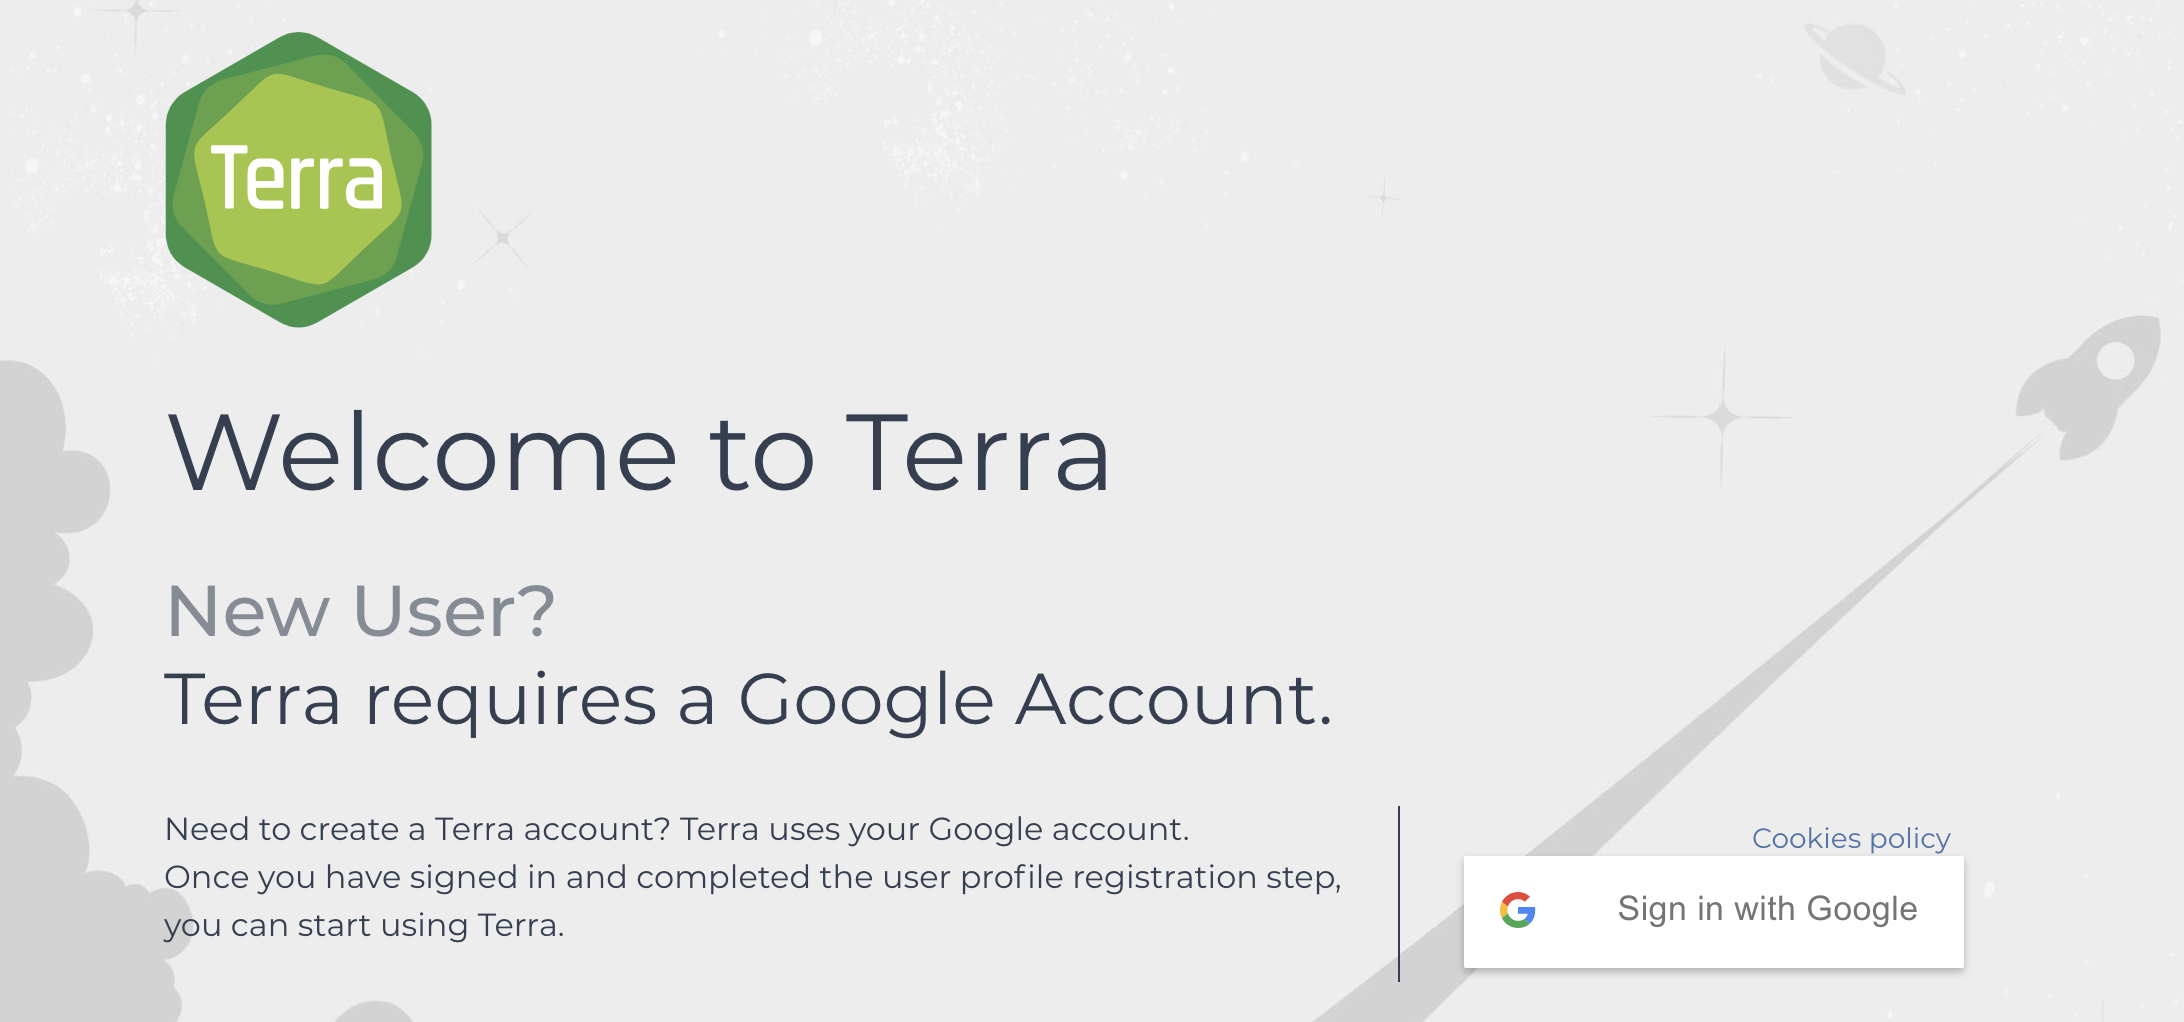 Terra
Welcome to Terra
New User?
Terra requires a Google Account.
Need to create a Terra account? Terra uses your Google account.
Once you have signed in and completed the user profile registration step,
you can start using Terra.
Cookies policy
Sign in with Google